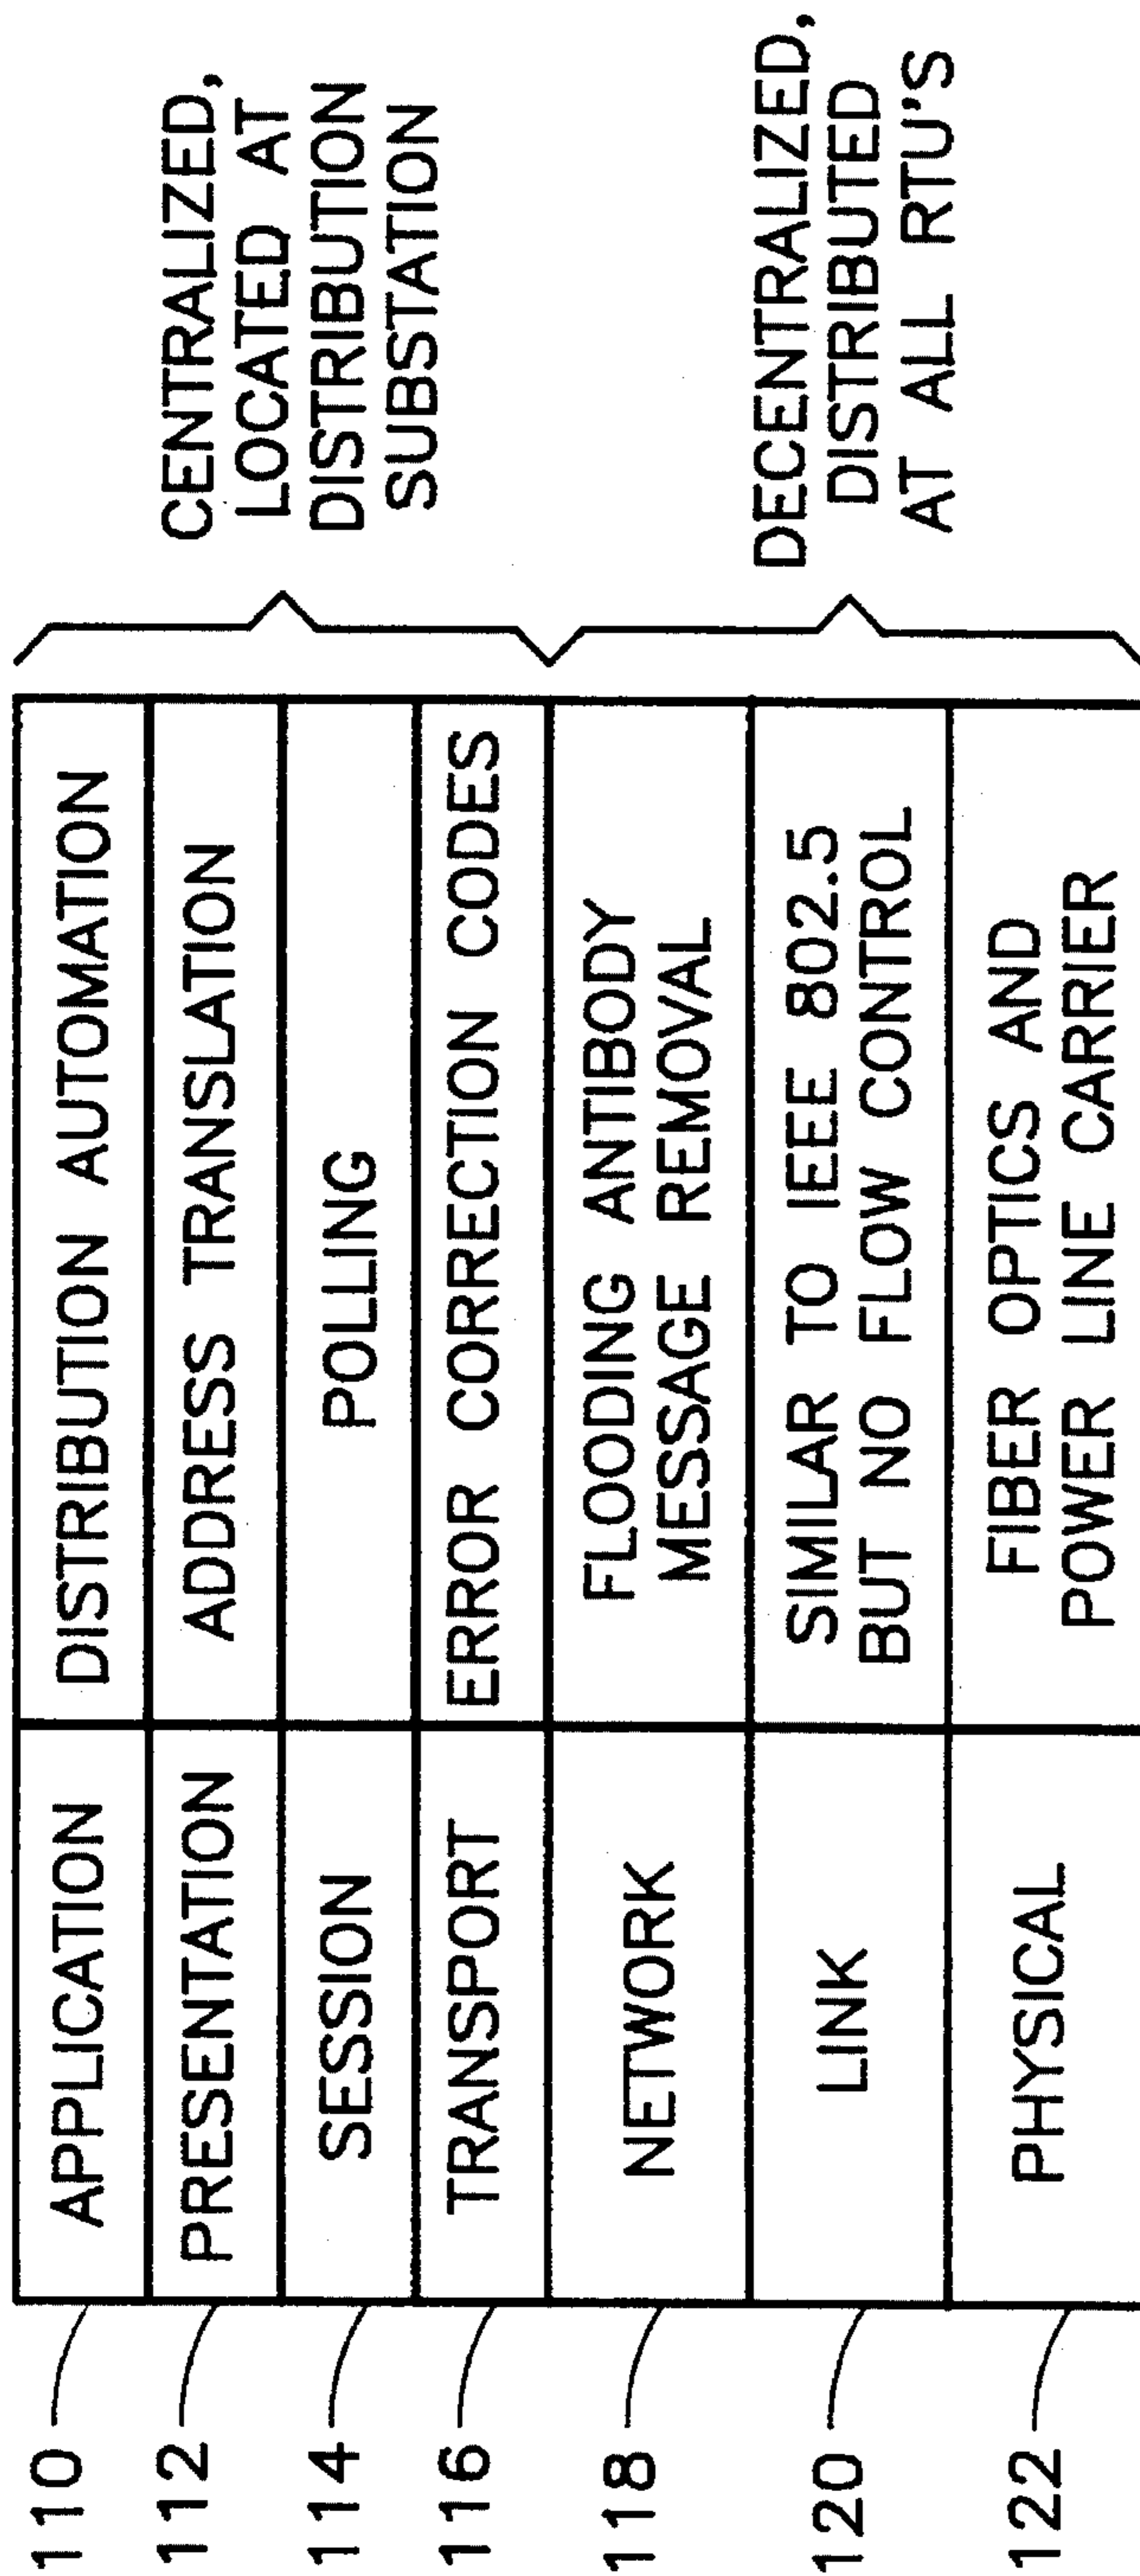 110
APPLICATION
DISTRIBUTION AUTOMATION
112
PRESENTATION
ADDRESS TRANSLATION
114
SESSION
POLLING
116
TRANSPORT
ERROR CORRECTION CODES
CENTRALIZED,
LOCATED AT
DISTRIBUTION
SUBSTATION
118
NETWORK
FLOODING ANTIBODY
MESSAGE REMOVAL
120
LINK
SIMILAR TO IEEE 802.5
BUT NO FLOW CONTROL
122
PHYSICAL
FIBER OPTICS AND
POWER LINE CARRIER
DECENTRALIZED,
DISTRIBUTED
AT ALL RTU'S